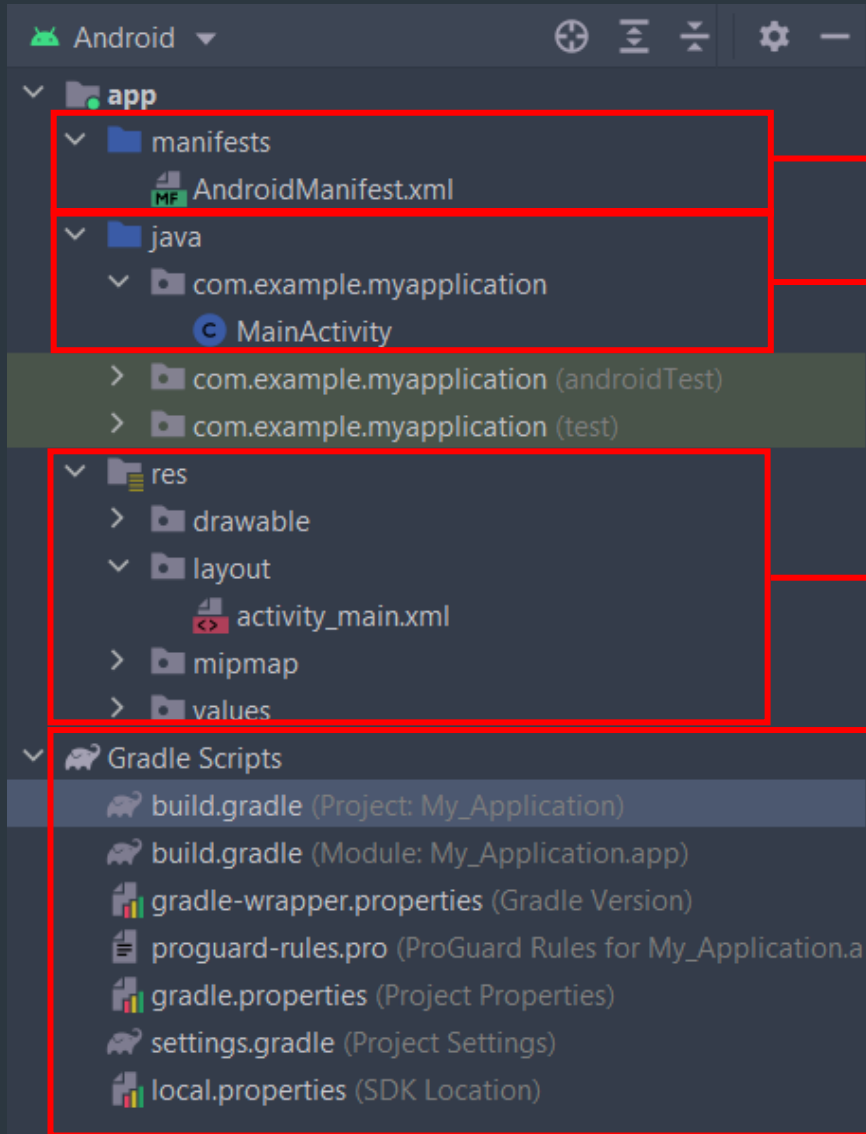 Android
app
manifests
MF AndroidManifest.xml
java
com.example.myapplication
C MainActivity
com.example.myapplication (androidTest)
com.example.myapplication (test)
res
drawable
layout
<> activity_main.xml
mipmap
values
Gradle Scripts
build.gradle (Project: My_Application)
build.gradle (Module: My_Application.app)
gradle-wrapper.properties (Gradle Version)
proguard-rules.pro (ProGuard Rules for My_Application.a
gradle.properties (Project Properties)
settings.gradle (Project Settings)
local.properties (SDK Location)